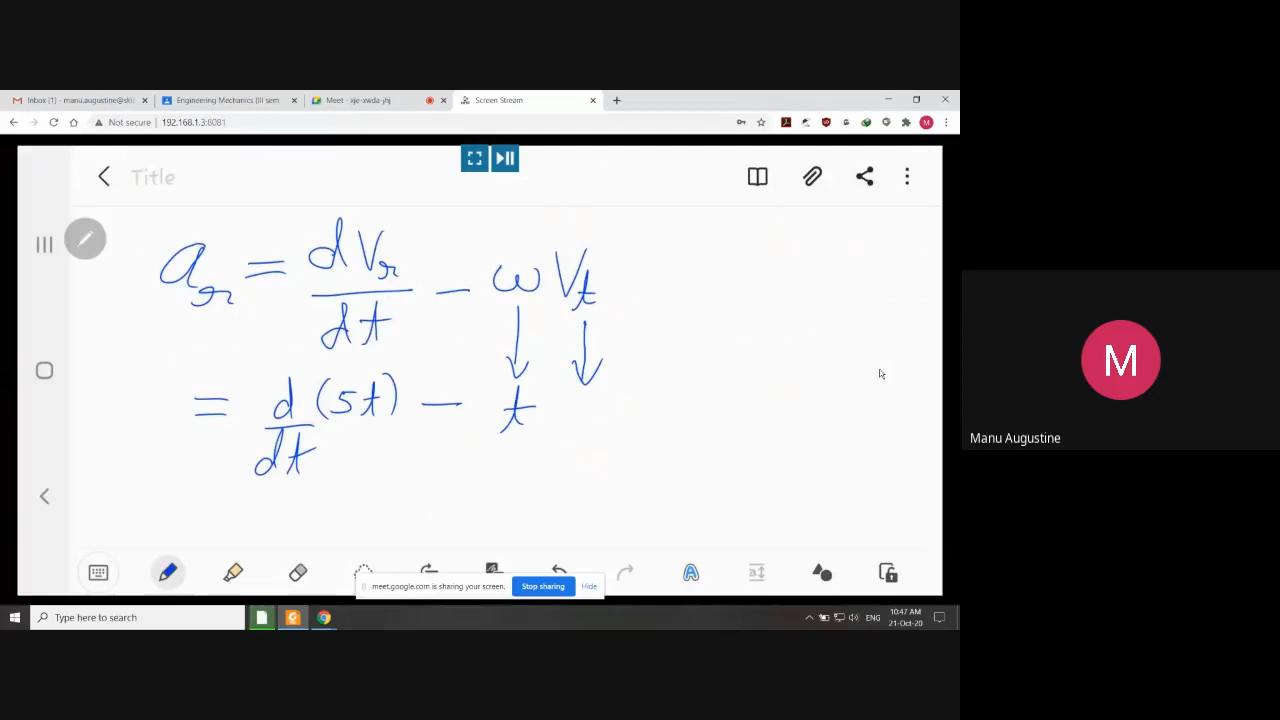 Inbox (1) - manu.augustine@ski
Engineering Mechanics (III sem
Meet - xje-xwda-jhj
Screen Stream
Not secure | 192.168.1.3:6081
Title
a_r = dV_r/dt - ω V_t
↓ ↓
= d/dt (5t) - t
meet.google.com is sharing your screen. Stop sharing Hide
Type here to search
ENG
10:47 AM
21-Oct-20
M
Manu Augustine